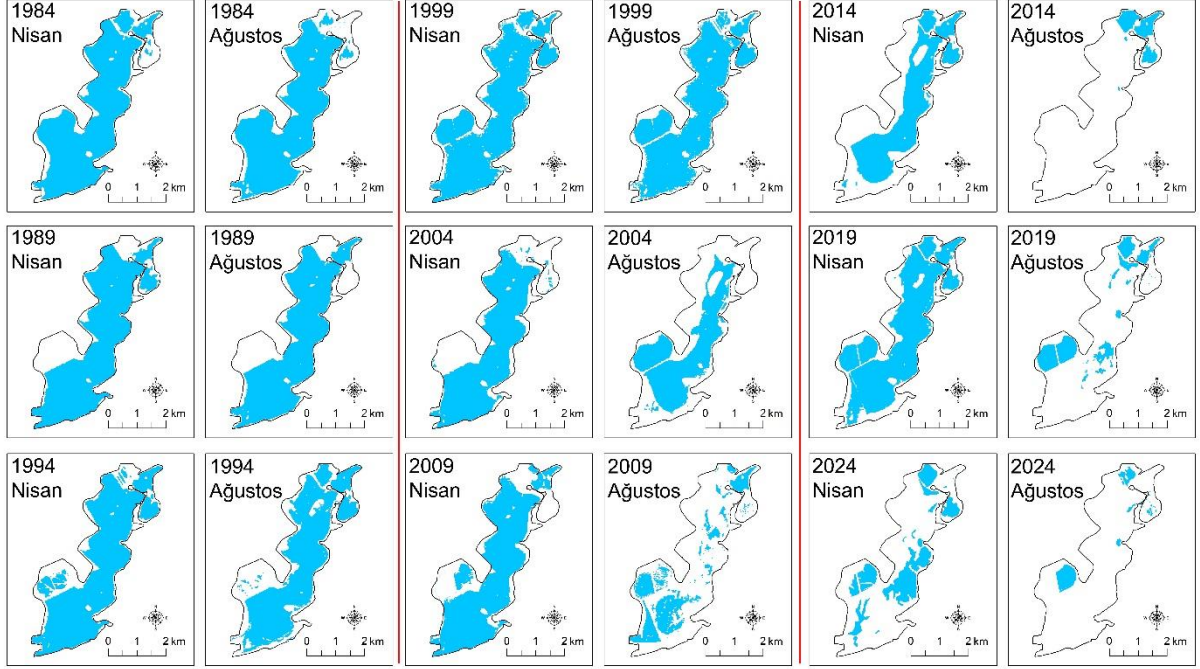 1984
Nisan
0 1 2 km
1984
Ağustos
0 1 2 km
1999
Nisan
0 1 2 km
1999
Ağustos
0 1 2 km
2014
Nisan
0 1 2 km
2014
Ağustos
0 1 2 km
1989
Nisan
0 1 2 km
1989
Ağustos
0 1 2 km
2004
Nisan
0 1 2 km
2004
Ağustos
0 1 2 km
2019
Nisan
0 1 2 km
2019
Ağustos
0 1 2 km
1994
Nisan
0 1 2 km
1994
Ağustos
0 1 2 km
2009
Nisan
0 1 2 km
2009
Ağustos
0 1 2 km
2024
Nisan
0 1 2 km
2024
Ağustos
0 1 2 km